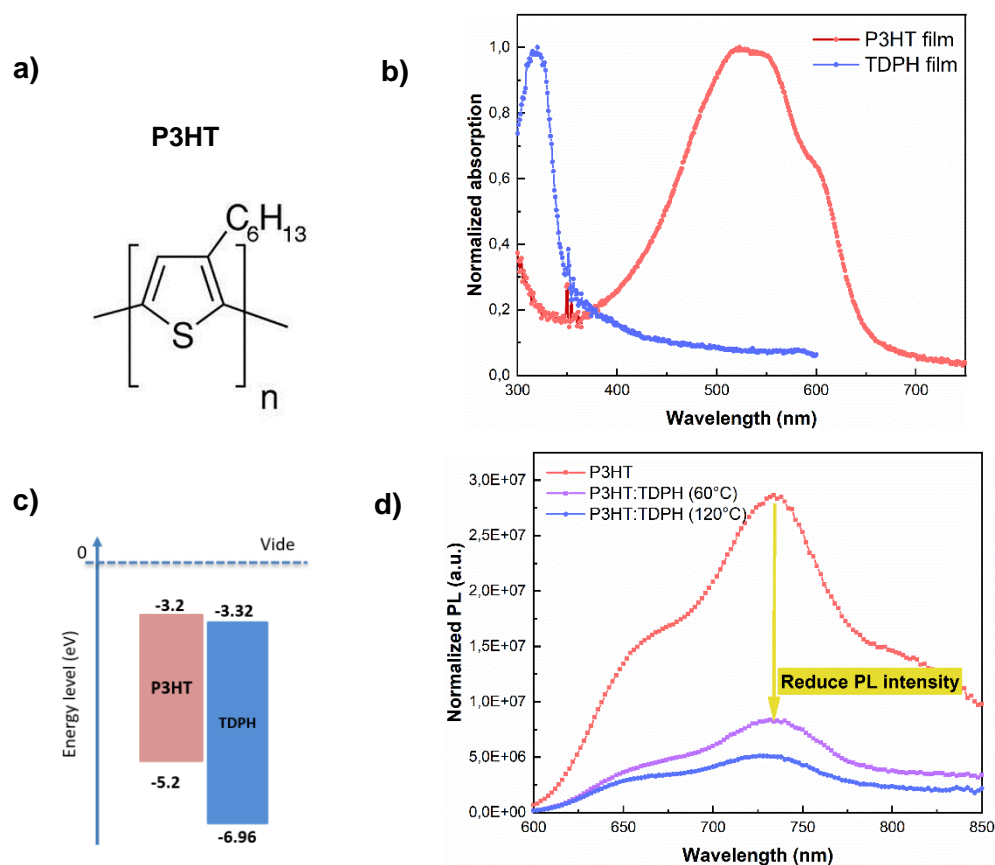 a)
P3HT
C6H13
S
n
b)
P3HT film
TDPH film
Normalized absorption
1,0
0,8
0,6
0,4
0,2
0,0
300 400 500 600 700
Wavelength (nm)
c)
Energy level (eV)
0
Vide
-3.2
-3.32
P3HT
TDPH
-5.2
-6.96
d)
P3HT
P3HT:TDPH (60°C)
P3HT:TDPH (120°C)
Normalized PL (a.u.)
3,0E+07
2,5E+07
2,0E+07
1,5E+07
1,0E+07
5,0E+06
0,0E+00
Reduce PL intensity
600 650 700 750 800 850
Wavelength (nm)